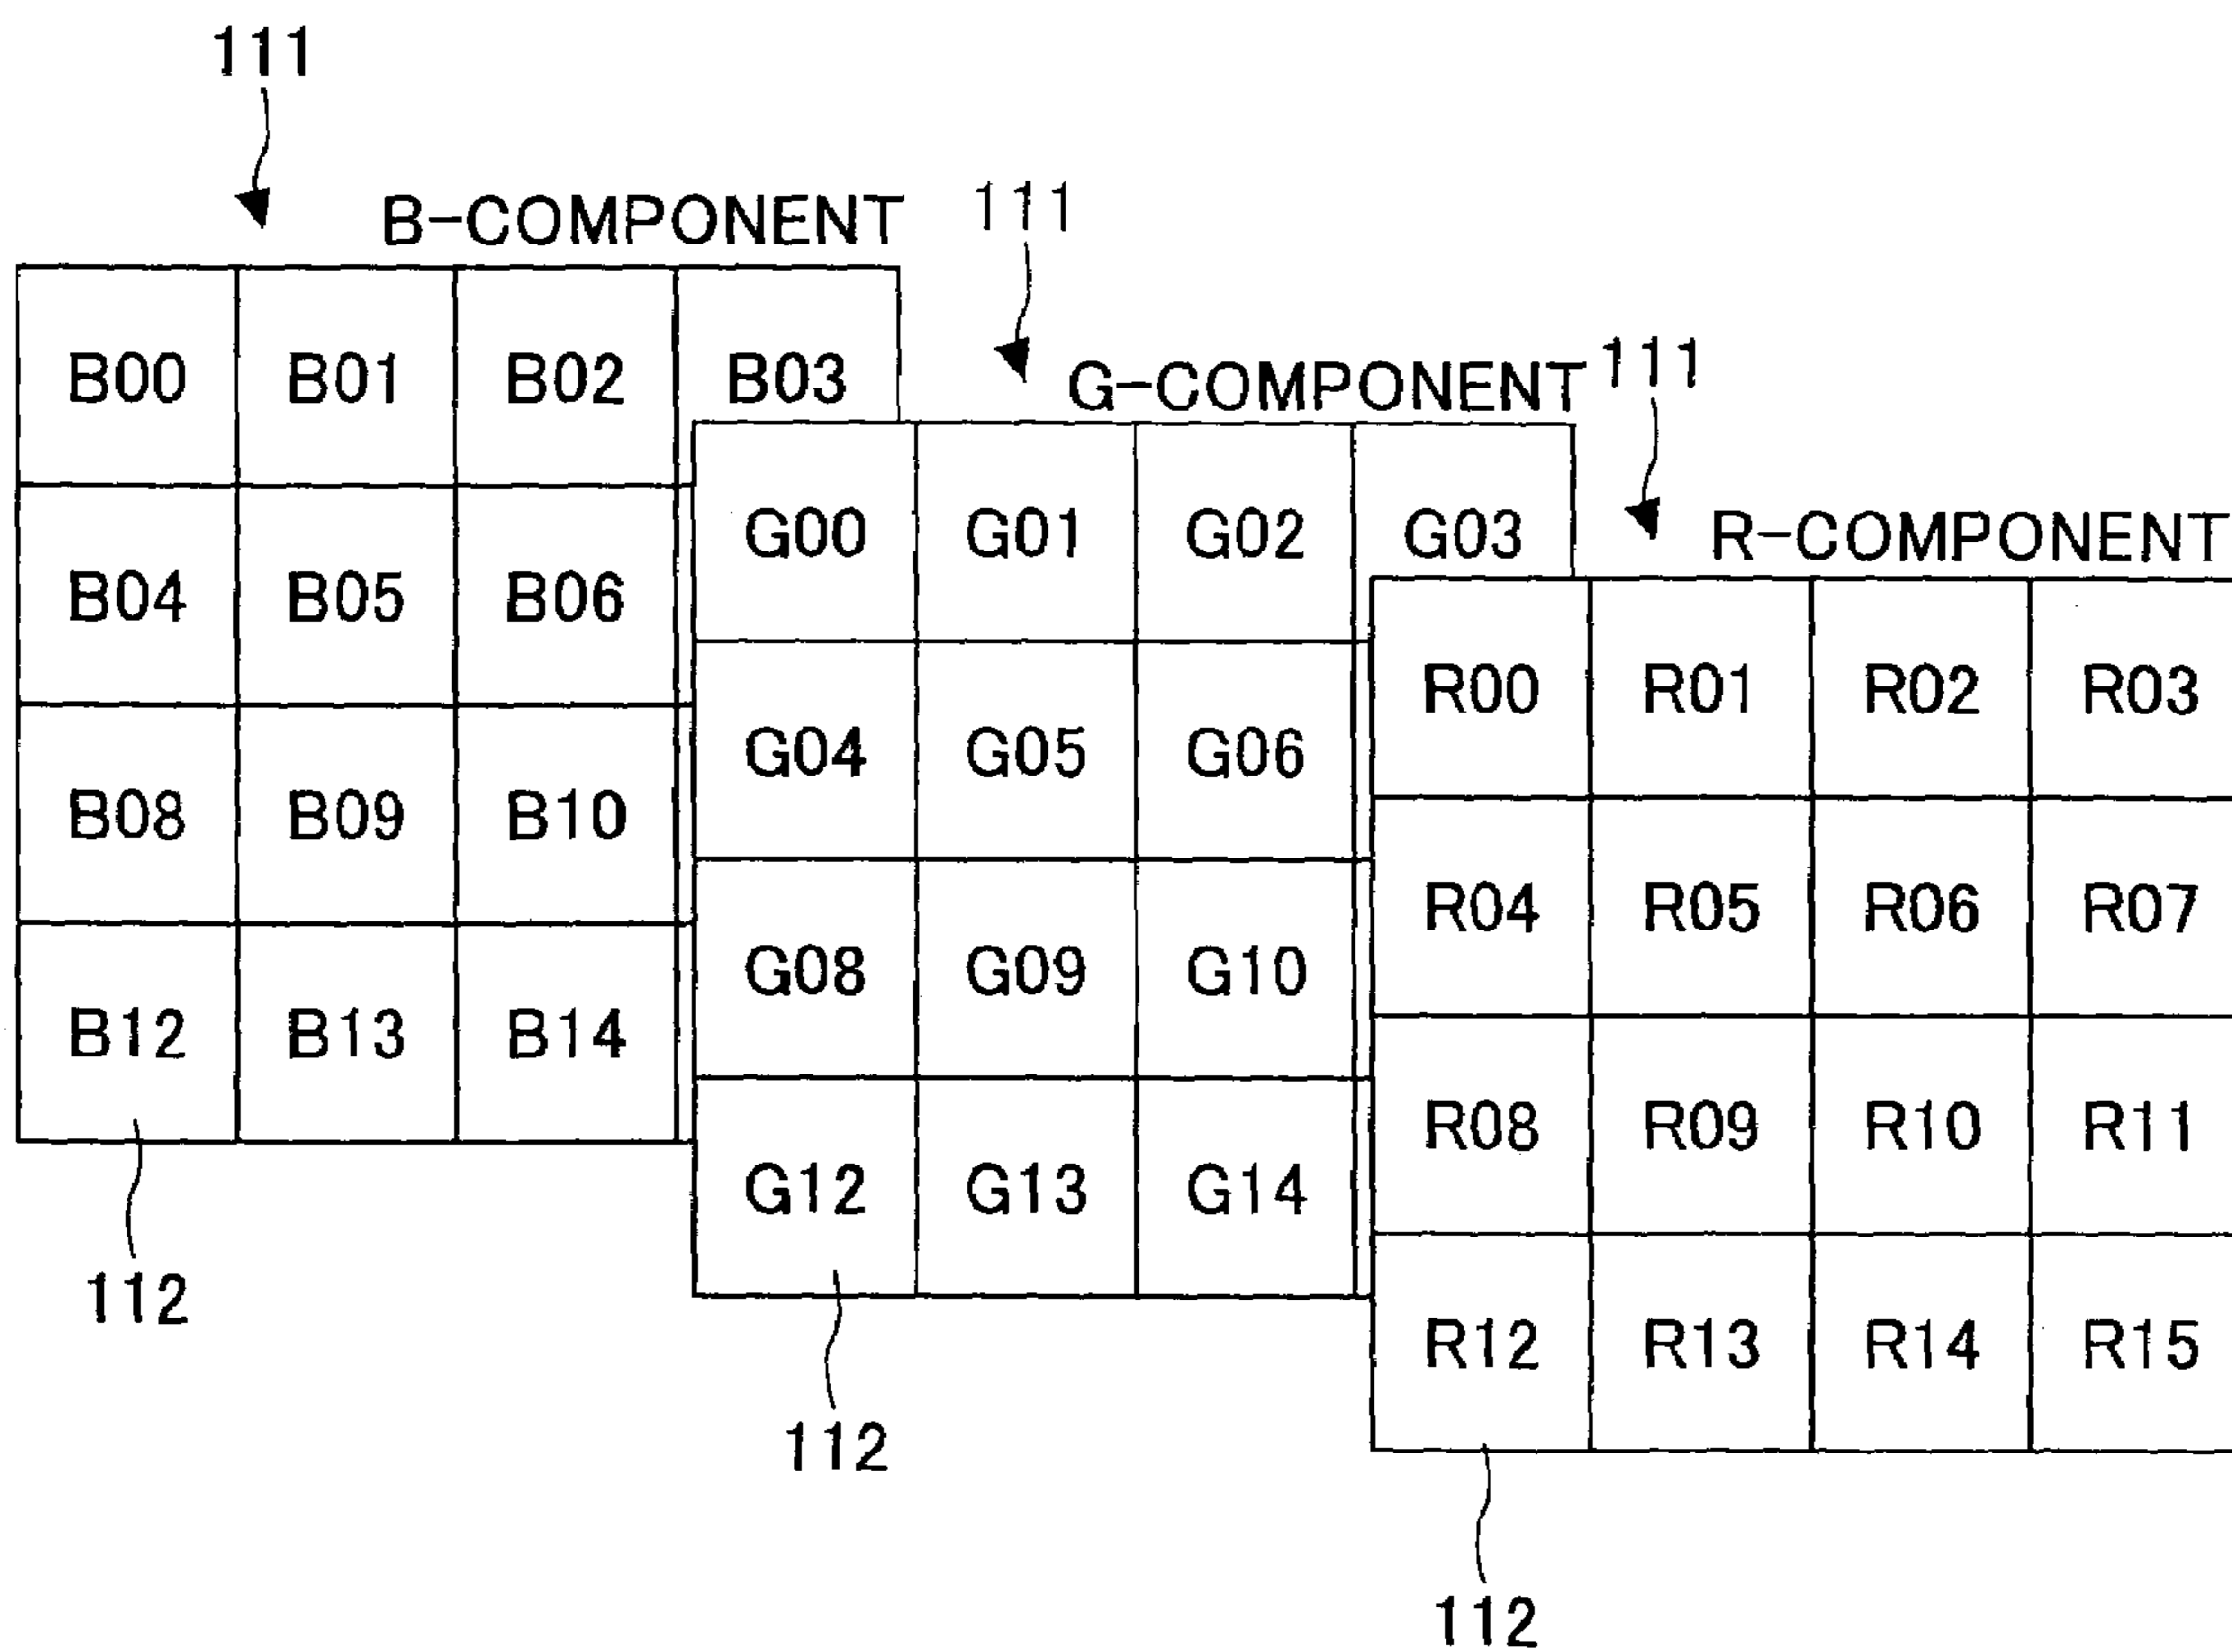 111
B-COMPONENT
B00 B01 B02 B03
B04 B05 B06
B08 B09 B10
B12 B13 B14
112
111
G-COMPONENT
G00 G01 G02 G03
G04 G05 G06
G08 G09 G10
G12 G13 G14
112
111
R-COMPONENT
R00 R01 R02 R03
R04 R05 R06 R07
R08 R09 R10 R11
R12 R13 R14 R15
112